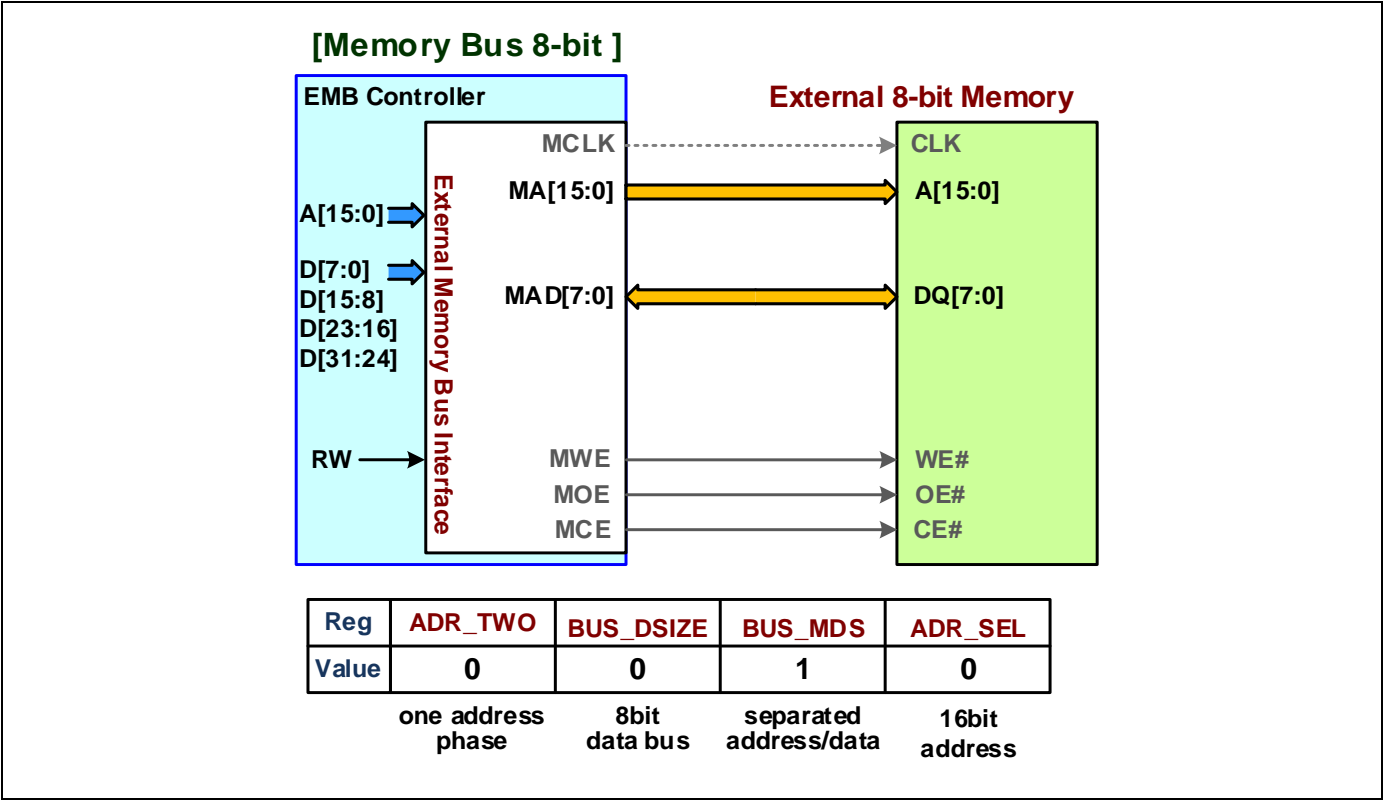 [Memory Bus 8-bit ]
EMB Controller
External 8-bit Memory
MCLK
CLK
MA[15:0]
A[15:0]
A[15:0]
External Memory Bus Interface
D[7:0]
D[15:8]
D[23:16]
D[31:24]
MAD[7:0]
DQ[7:0]
RW
MWE
WE#
MOE
OE#
MCE
CE#
Reg ADR_TWO BUS_DSIZE BUS_MDS ADR_SEL
Value 0 0 1 0
one address phase
8bit data bus
separated address/data
16bit address